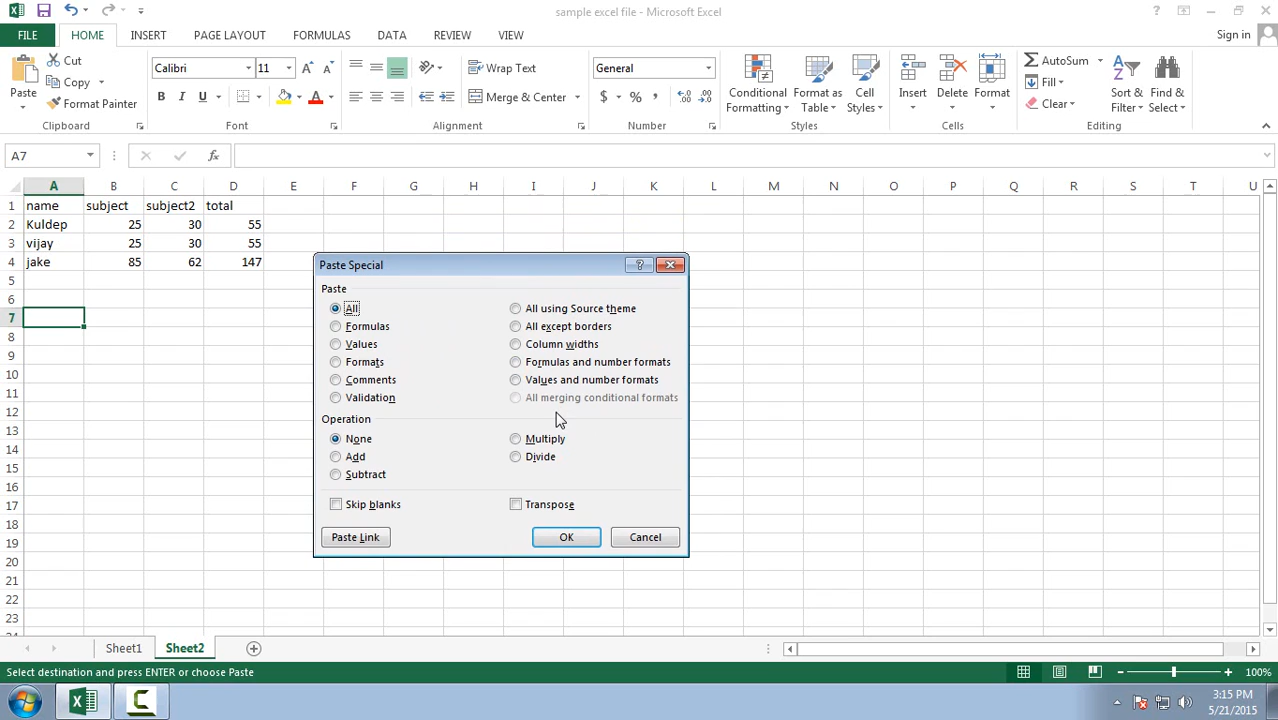 sample excel file - Microsoft Excel
FILE HOME INSERT PAGE LAYOUT FORMULAS DATA REVIEW VIEW Sign in
Paste Cut Copy Format Painter
Calibri 11
B I U A
Wrap Text
Merge & Center
General
$ % ,
Conditional Formatting
Format as Table
Cell Styles
Insert Delete Format
AutoSum
Fill
Clear
Sort & Filter
Find & Select
Clipboard Font Alignment Number Styles Cells Editing
A7 fx
A B C D E F G H I J K L M N O P Q R S T U
1 name subject subject2 total
2 Kuldep 25 30 55
3 vijay 25 30 55
4 jake 85 62 147
5
6
7
8
9
10
11
12
13
14
15
16
17
18
19
20
21
22
23
Paste Special
Paste
All All using Source theme
Formulas All except borders
Values Column widths
Formats Formulas and number formats
Comments Values and number formats
Validation All merging conditional formats
Operation
None Multiply
Add Divide
Subtract
Skip blanks Transpose
Paste Link OK Cancel
Sheet1 Sheet2
Select destination and press ENTER or choose Paste 100%
3:15 PM
5/21/2015